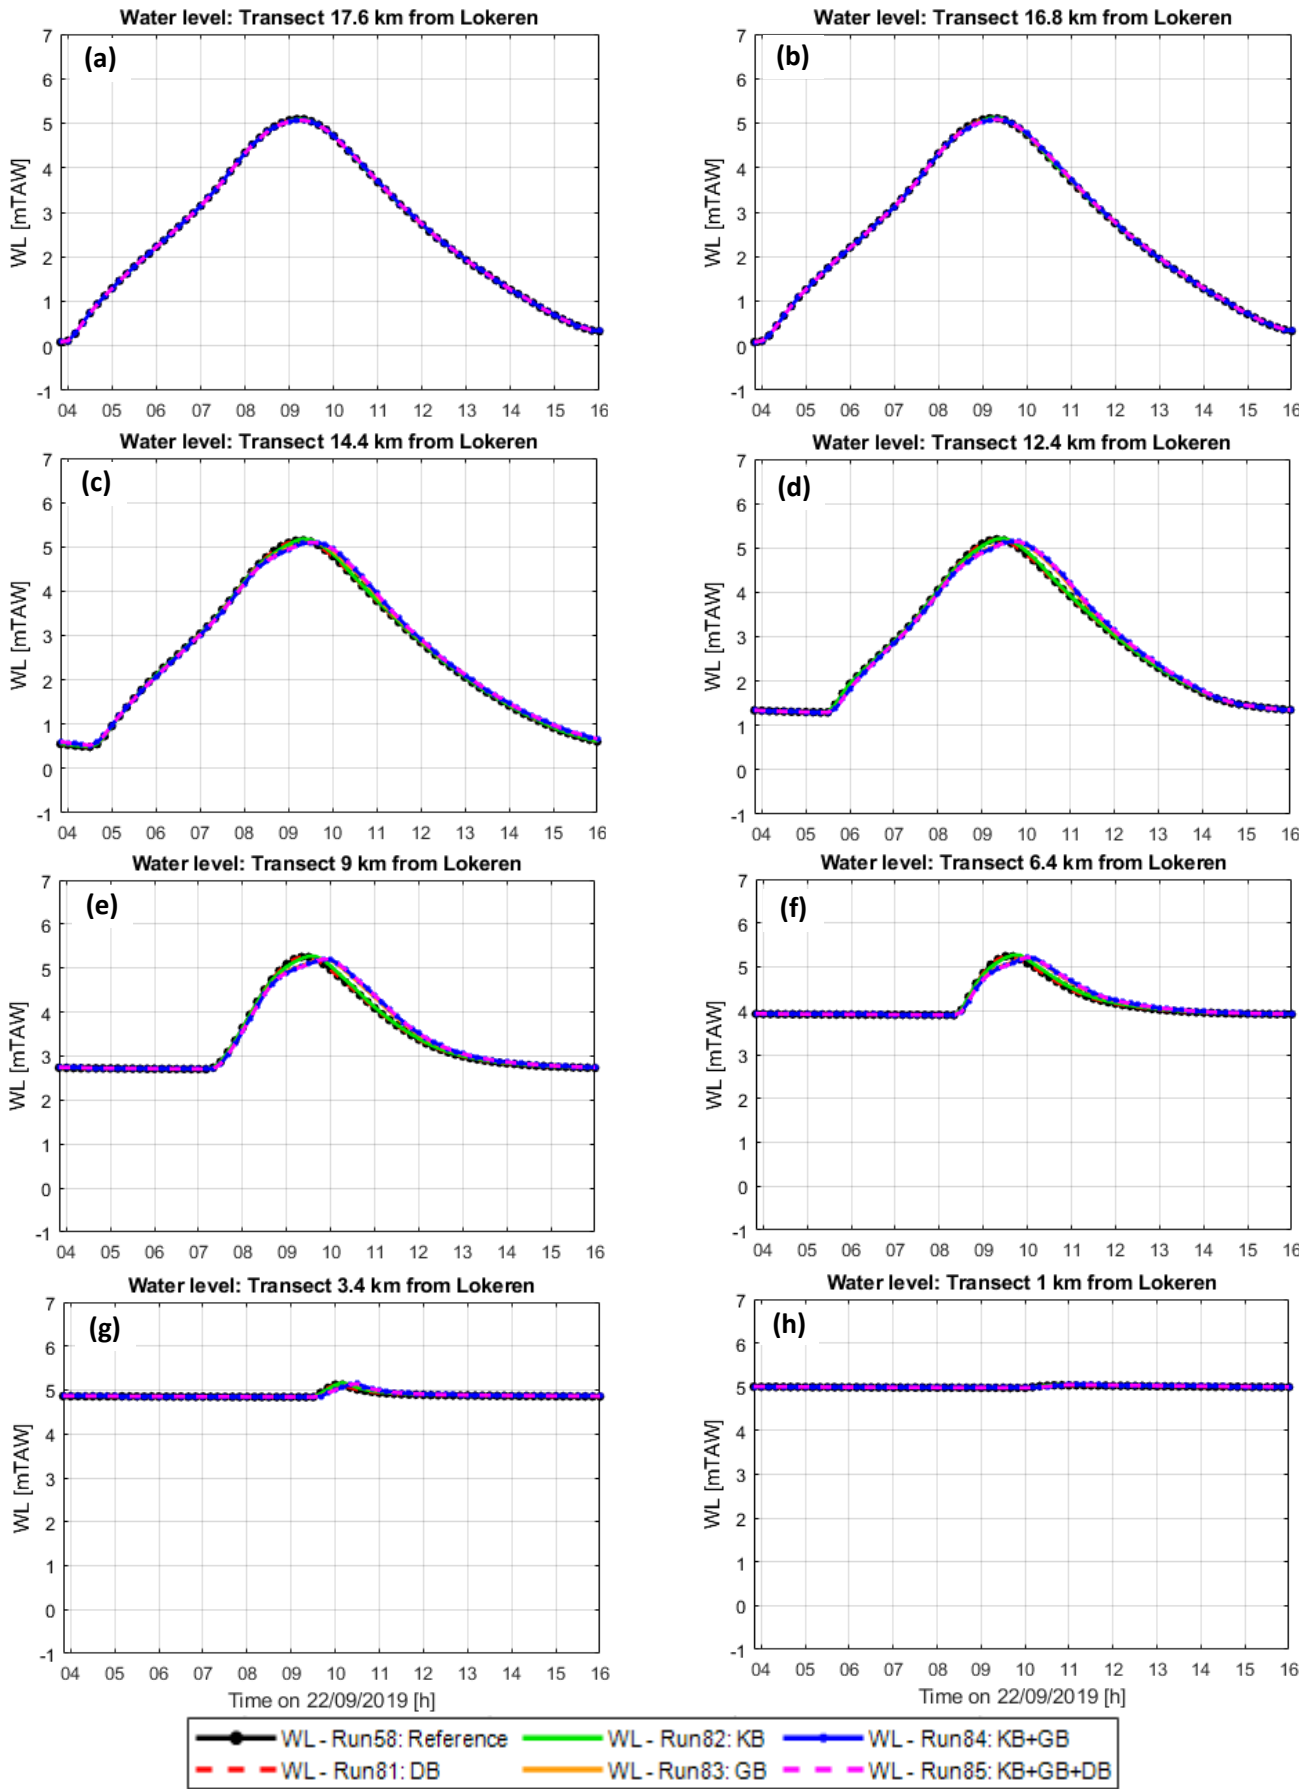 Water level: Transect 17.6 km from Lokeren
(a)
WL [mTAW]
7
6
5
4
3
2
1
0
-1
04 05 06 07 08 09 10 11 12 13 14 15 16
Water level: Transect 16.8 km from Lokeren
(b)
WL [mTAW]
7
6
5
4
3
2
1
0
-1
04 05 06 07 08 09 10 11 12 13 14 15 16
Water level: Transect 14.4 km from Lokeren
(c)
WL [mTAW]
7
6
5
4
3
2
1
0
-1
04 05 06 07 08 09 10 11 12 13 14 15 16
Water level: Transect 12.4 km from Lokeren
(d)
WL [mTAW]
7
6
5
4
3
2
1
0
-1
04 05 06 07 08 09 10 11 12 13 14 15 16
Water level: Transect 9 km from Lokeren
(e)
WL [mTAW]
7
6
5
4
3
2
1
0
-1
04 05 06 07 08 09 10 11 12 13 14 15 16
Water level: Transect 6.4 km from Lokeren
(f)
WL [mTAW]
7
6
5
4
3
2
1
0
-1
04 05 06 07 08 09 10 11 12 13 14 15 16
Water level: Transect 3.4 km from Lokeren
(g)
WL [mTAW]
7
6
5
4
3
2
1
0
-1
04 05 06 07 08 09 10 11 12 13 14 15 16
Time on 22/09/2019 [h]
Water level: Transect 1 km from Lokeren
(h)
WL [mTAW]
7
6
5
4
3
2
1
0
-1
04 05 06 07 08 09 10 11 12 13 14 15 16
Time on 22/09/2019 [h]
WL - Run58: Reference WL - Run82: KB WL - Run84: KB+GB
WL - Run81: DB WL - Run83: GB WL - Run85: KB+GB+DB